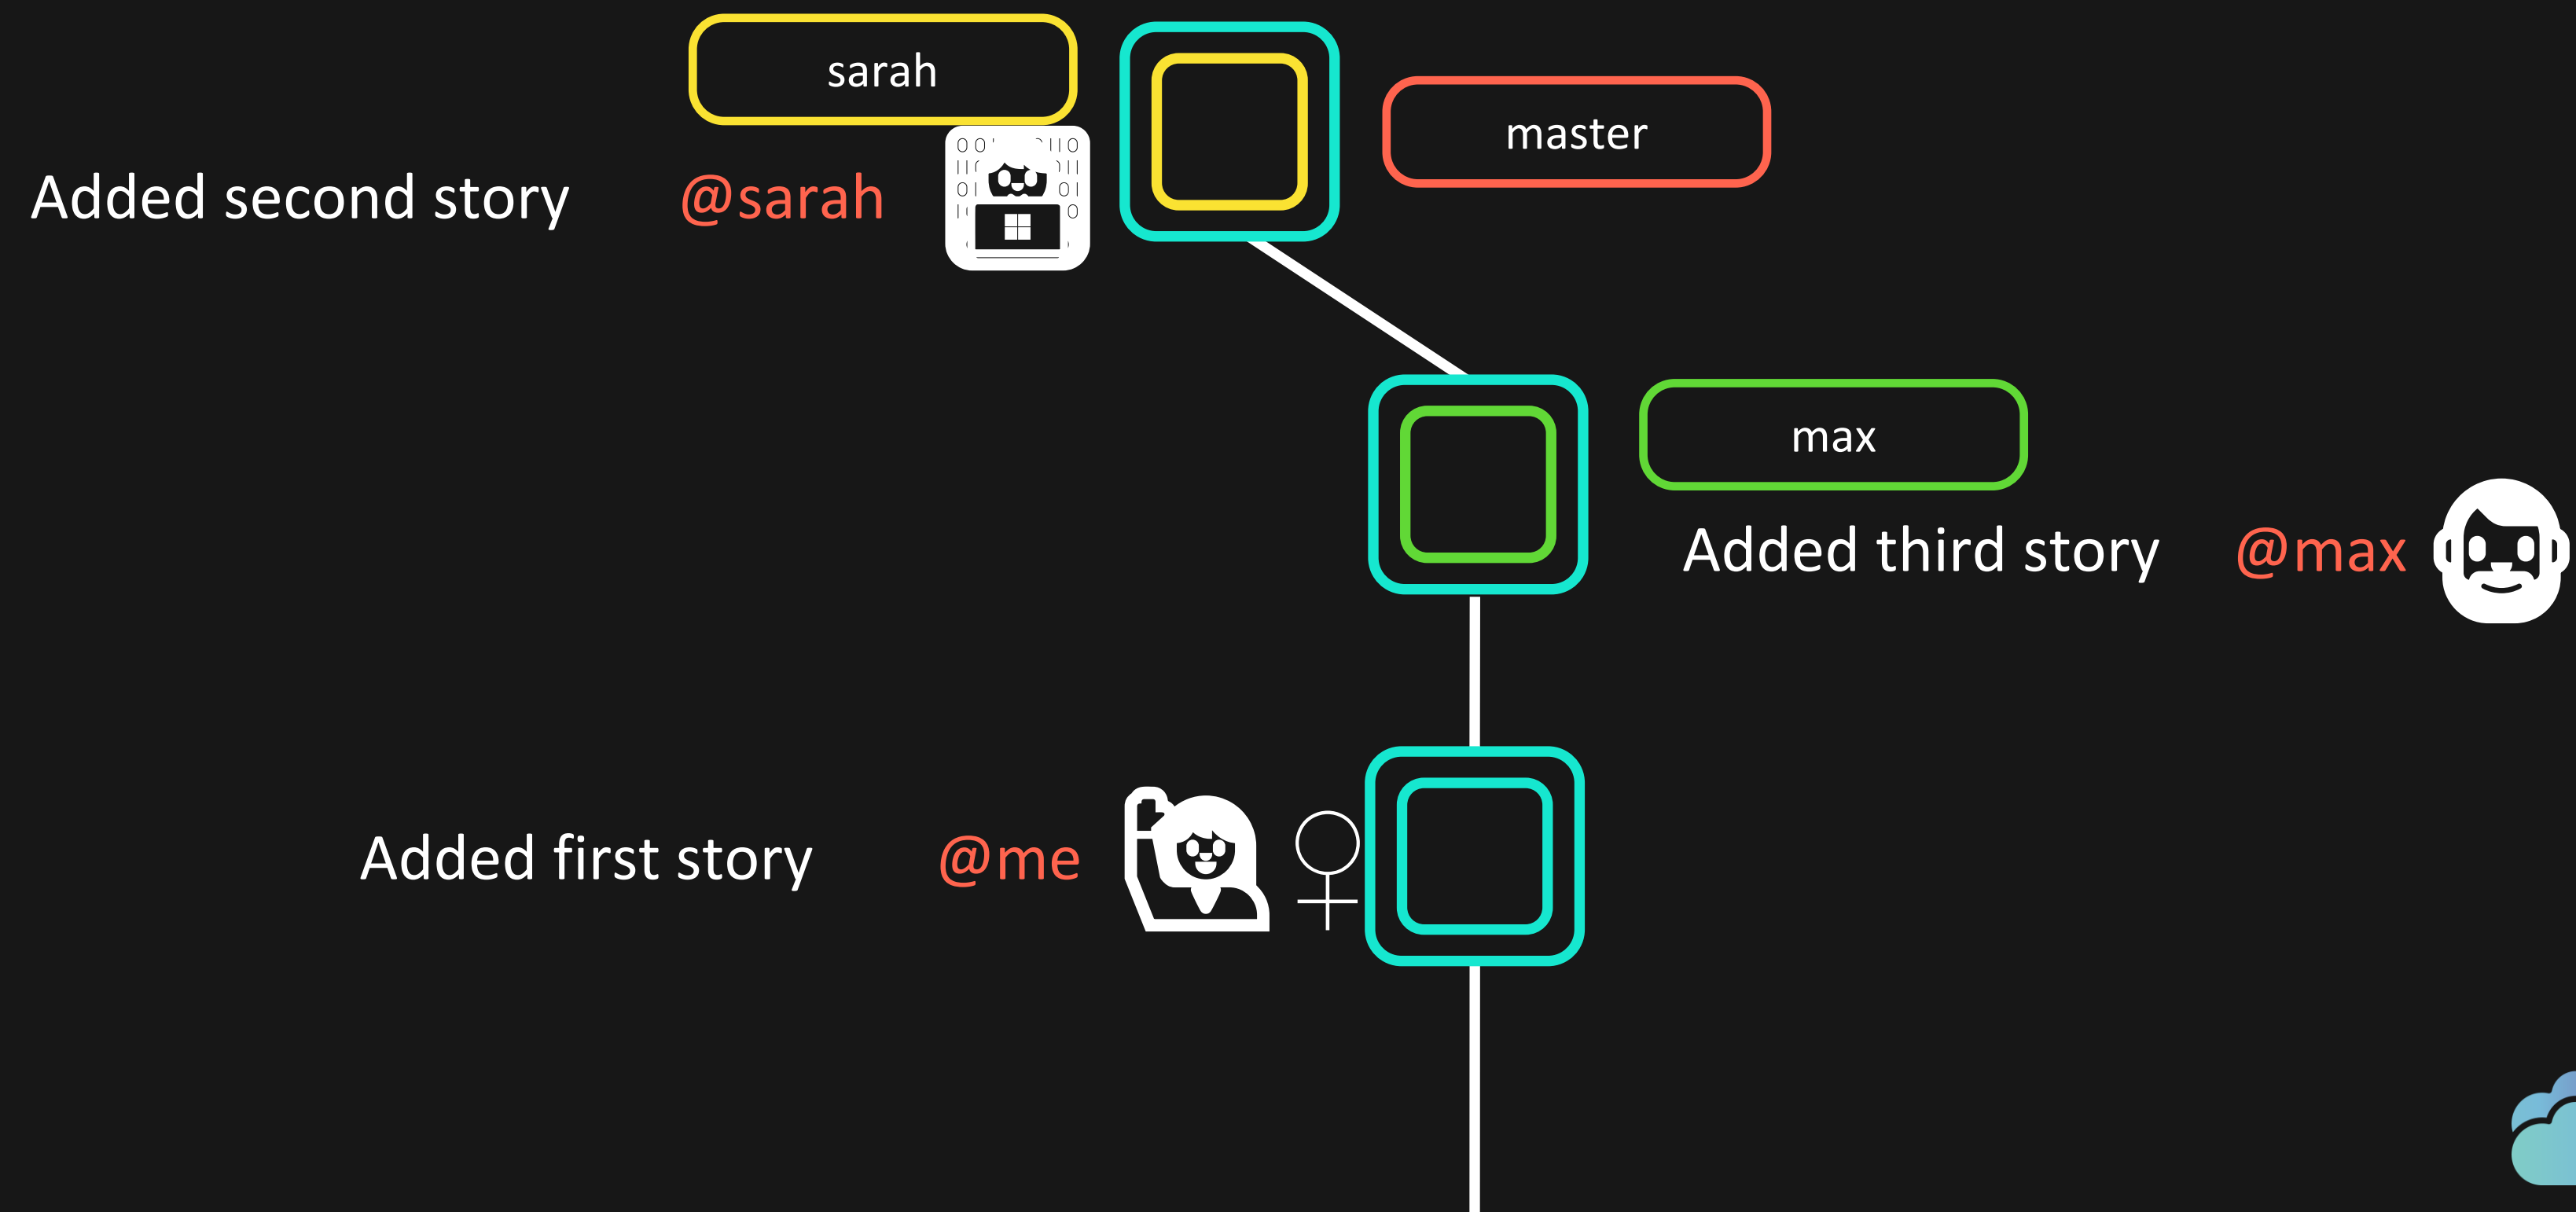 sarah
master
Added second story @sarah
max
Added third story @max
Added first story @me